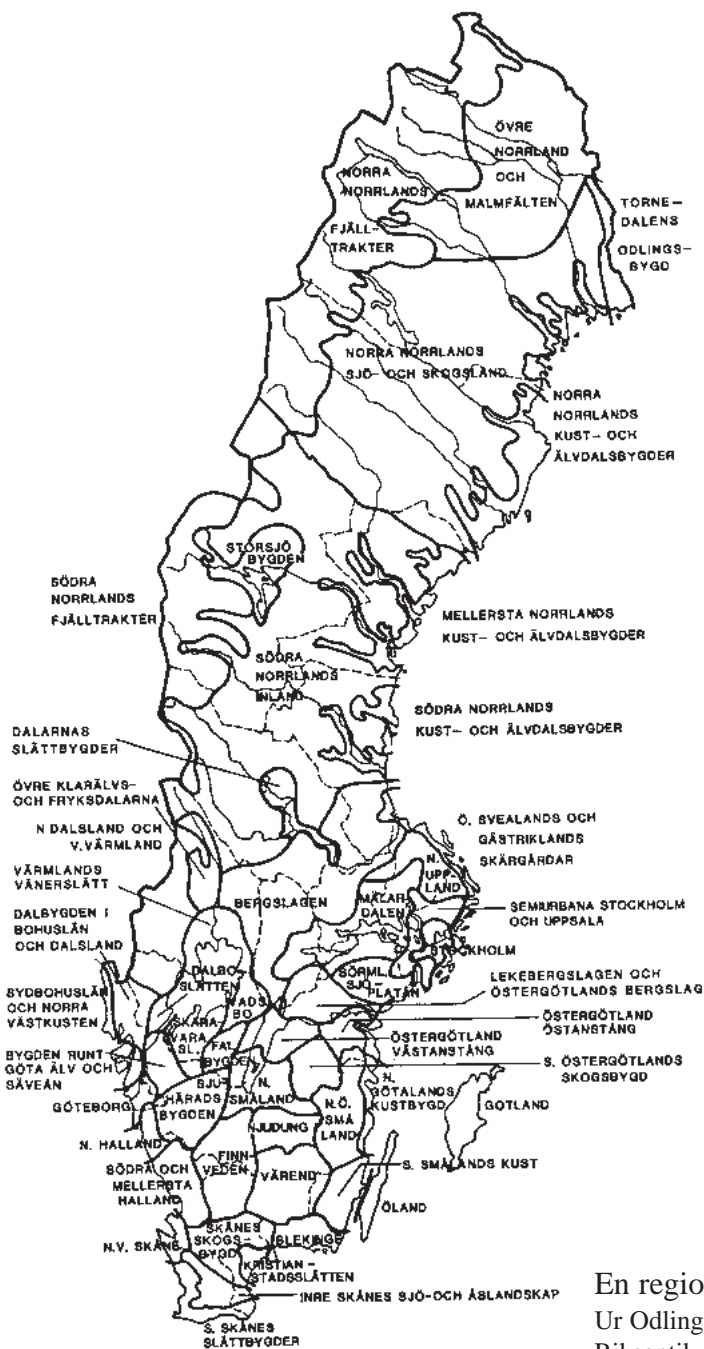 ÖVRE
NORRLAND
OCH
MALMFÄLTEN
NORRA
NORRLANDS
FJÄLL-
TRAKTER
TORNE-
DALENS
ODLINGS-
BYGD
NORRA NORRLANDS
SJÖ- OCH SKOGSLAND
NORRA
NORRLANDS
KUST- OCH
ÄLVDALSBYGDER
STORSJÖ
BYGDEN
SÖDRA
NORRLANDS
FJÄLLTRAKTER
MELLERSTA NORRLANDS
KUST- OCH ÄLVDALSBYGDER
SÖDRA
NORRLANDS
INLAND
SÖDRA NORRLANDS
KUST- OCH ÄLVDALSBYGDER
DALARNAS
SLÄTTBYGDER
ÖVRE KLARÄLVS-
OCH FRYKSDALARNA
N DALSLAND OCH
V.VÄRMLAND
Ö. SVEALANDS OCH
GÄSTRIKLANDS
SKÄRGÅRDAR
N.
UPP-
LAND
VÄRMLANDS
VÄNERSLÄTT
BERGSLAGEN
MÄLAR-
DALEN
SEMIURBANA STOCKHOLM
OCH UPPSALA
STOCKHOLM
DALBYGDEN I
BOHUSLÄN
OCH DALSLAND
DALBO-
SLÄTTEN
SÖRML.
SJÖ-
PLATÅN
LEKEBERGSLAGEN OCH
ÖSTERGÖTLANDS BERGSLAG
SYDBOHUSLÄN
OCH NORRA
VÄSTKUSTEN
VADS
BO
ÖSTERGÖTLAND
ÖSTANSTÅNG
SKARA-
VARA
SL.
FAL
BYGDEN
ÖSTERGÖTLAND
VÄSTANSTÅNG
BYGDEN RUNT
GÖTA ÄLV OCH
SÄVEÅN
S. ÖSTERGÖTLANDS
SKOGSBYGD
GÖTEBORG
SJU-
HÄRADS
BYGDEN
N.
SMÅLAND
N.
GÖTALANDS
KUSTBYGD
GOTLAND
N.Ö.
SMÅ
LAND
NJUDUNG
N. HALLAND
FINN
VEDEN
VÄREND
S. SMÅLANDS KUST
SÖDRA OCH
MELLERSTA
HALLAND
ÖLAND
N.V. SKÅNE
SKÅNES
SKOGS-
BYGD
BLEKINGE
KRISTIAN-
STADSSLÄTTEN
INRE SKÅNES SJÖ-OCH ÅSLANDSKAP
S. SKÅNES
SLÄTTBYGDER
En regio
Ur Odling